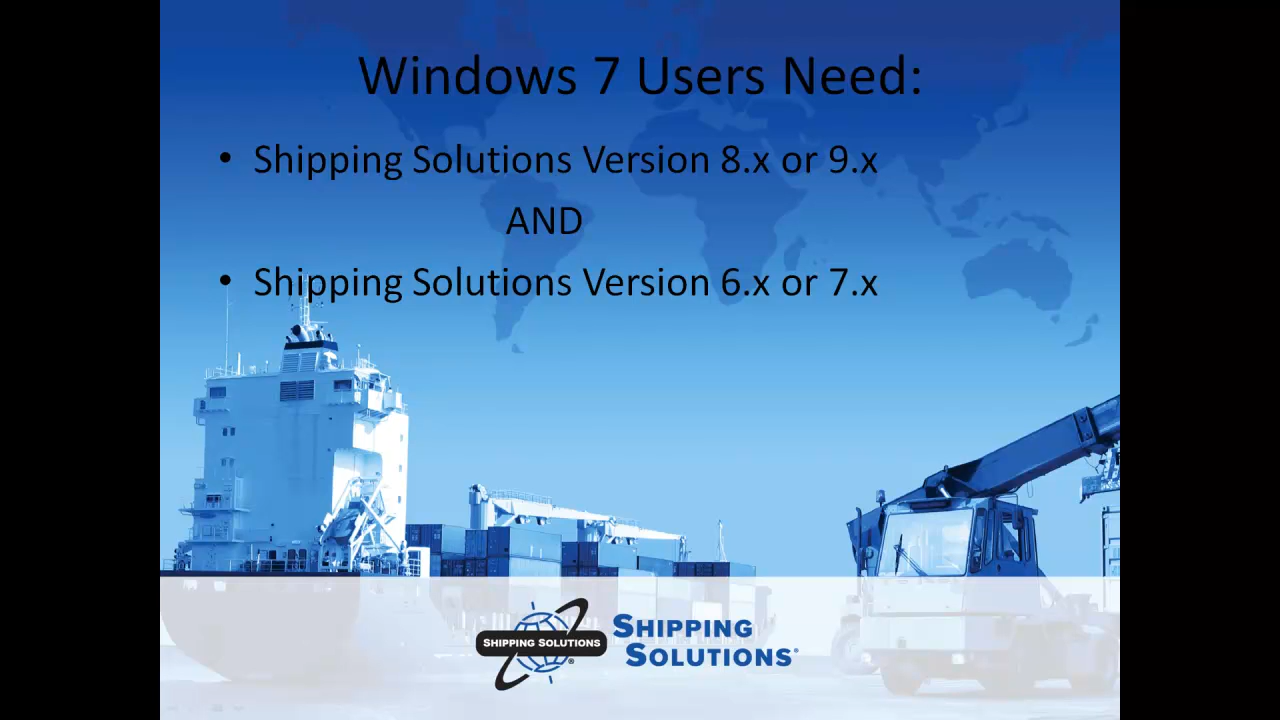 Windows 7 Users Need:
• Shipping Solutions Version 8.x or 9.x
AND
• Shipping Solutions Version 6.x or 7.x
SHIPPING SOLUTIONS
®
SHIPPING
SOLUTIONS®